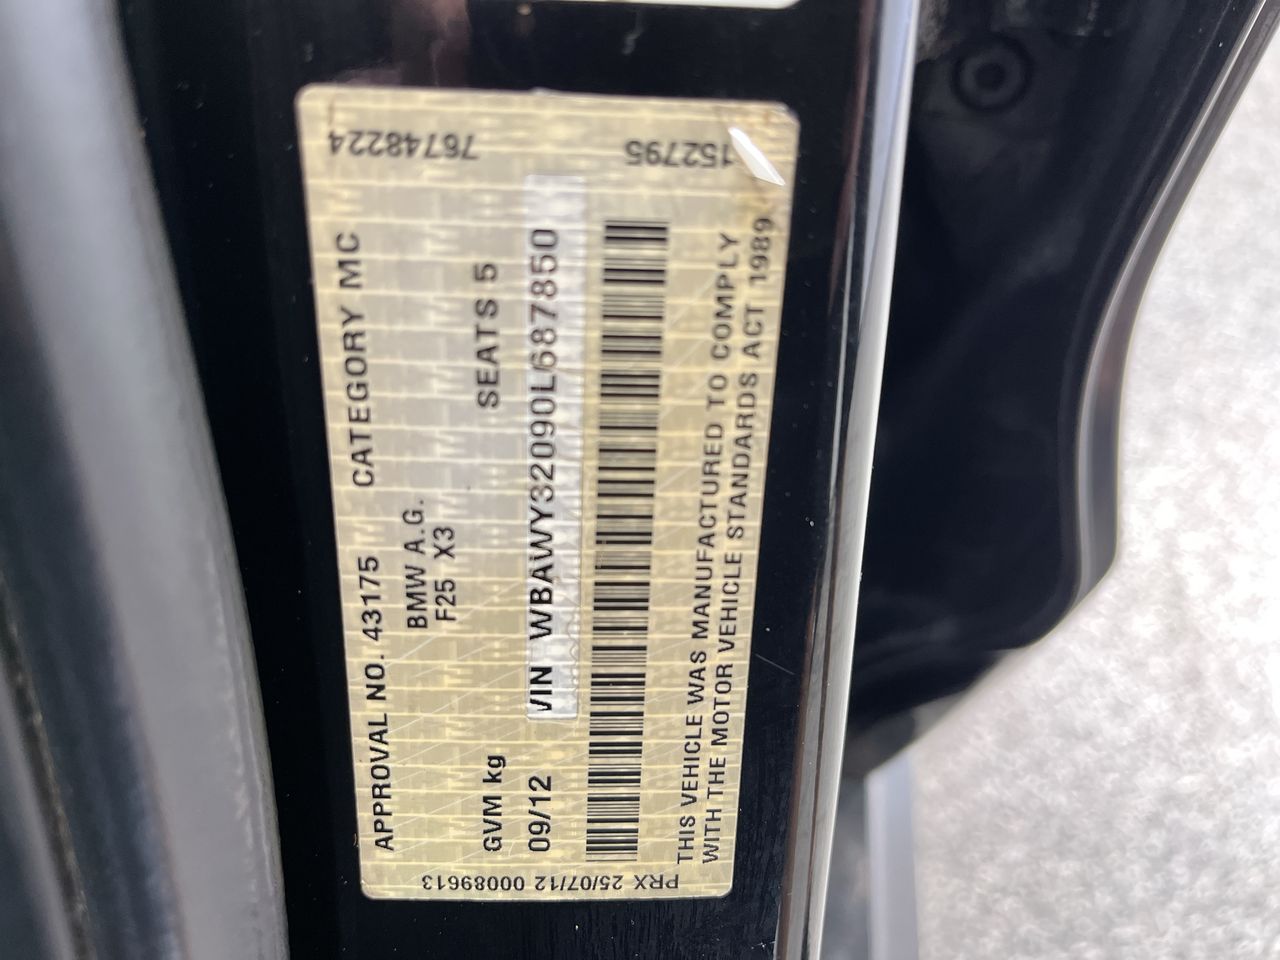 APPROVAL NO. 43175 CATEGORY MC
BMW A.G.
F25 X3
GVM kg SEATS 5
09/12 VIN WBAWY32090L687850
THIS VEHICLE WAS MANUFACTURED TO COMPLY
WITH THE MOTOR VEHICLE STANDARDS ACT 1989
PRX 25/07/12 00089613
76748224
152795